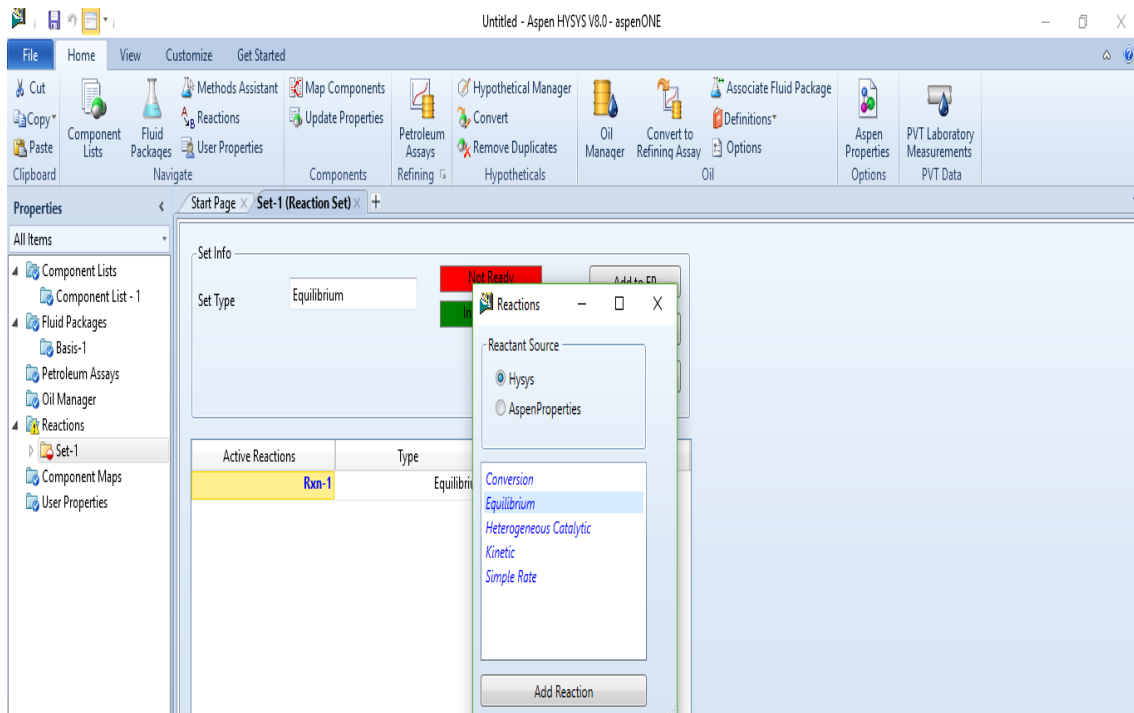 Untitled - Aspen HYSYS V8.0 - aspenONE
File Home View Customize Get Started
Cut
Copy
Paste
Clipboard
Component Lists
Fluid Packages
Methods Assistant
Reactions
User Properties
Navigate
Map Components
Update Properties
Components
Petroleum Assays
Refining
Hypothetical Manager
Convert
Remove Duplicates
Hypotheticals
Oil Manager
Convert to Refining Assay
Associate Fluid Package
Definitions
Options
Oil
Aspen Properties
Options
PVT Laboratory Measurements
PVT Data
Properties
All Items
Component Lists
Component List - 1
Fluid Packages
Basis-1
Petroleum Assays
Oil Manager
Reactions
Set-1
Component Maps
User Properties
Start Page Set-1 (Reaction Set) +
Set Info
Set Type Equilibrium
Not Ready
Add to FP
In
Active Reactions Type
Rxn-1 Equilibriu
Reactions
Reactant Source
Hysys
AspenProperties
Conversion
Equilibrium
Heterogeneous Catalytic
Kinetic
Simple Rate
Add Reaction